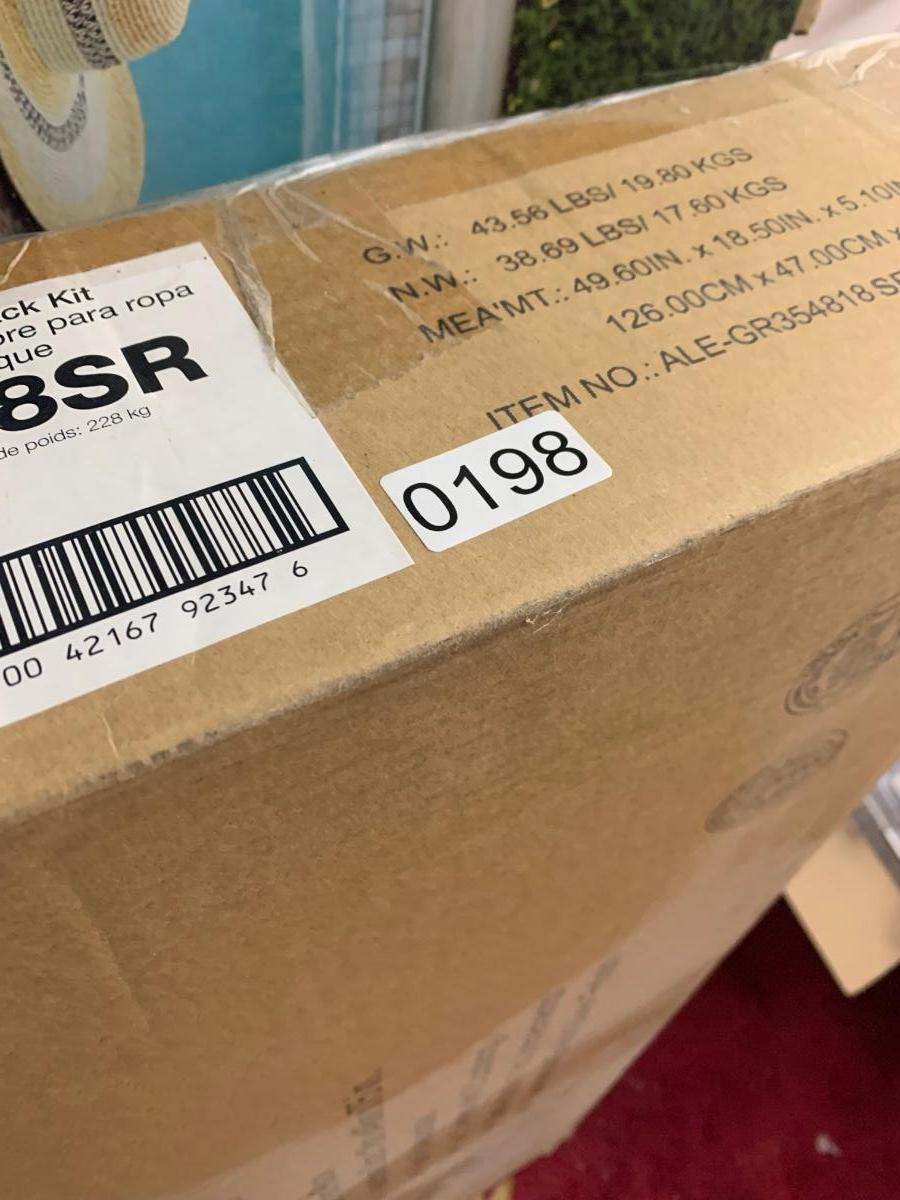 ck Kit
bre para ropa
que
8SR
de poids: 228 kg
00 42167 92347 6
G.W.: 43.56 LBS/ 19.80 KGS
N.W.: 38.69 LBS/ 17.60 KGS
MEA'MT.: 49.60IN. x 18.50IN. x 5.10IN
126.00CM x 47.00CM x
ITEM NO.: ALE-GR354818SR
0198